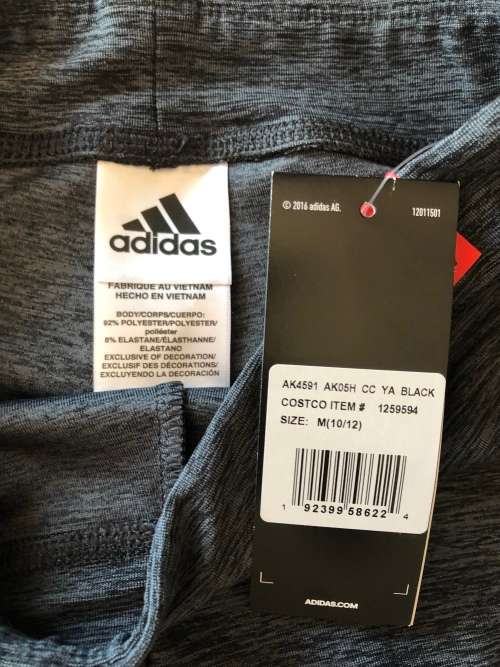 adidas
FABRIQUÉ AU VIETNAM
HECHO EN VIETNAM
BODY/CORPS/CUERPO:
92% POLYESTER/POLYESTER/
poliéster
8% ELASTANE/ÉLASTHANNE/
ELASTANO
EXCLUSIVE OF DECORATION/
EXCLUSIF DES DÉCORATIONS/
EXCLUYENDO LA DECORACIÓN
© 2016 adidas AG.
12011501
AK4591 AK05H CC YA BLACK
COSTCO ITEM # 1259594
SIZE: M(10/12)
1 92399 58622 4
ADIDAS.COM